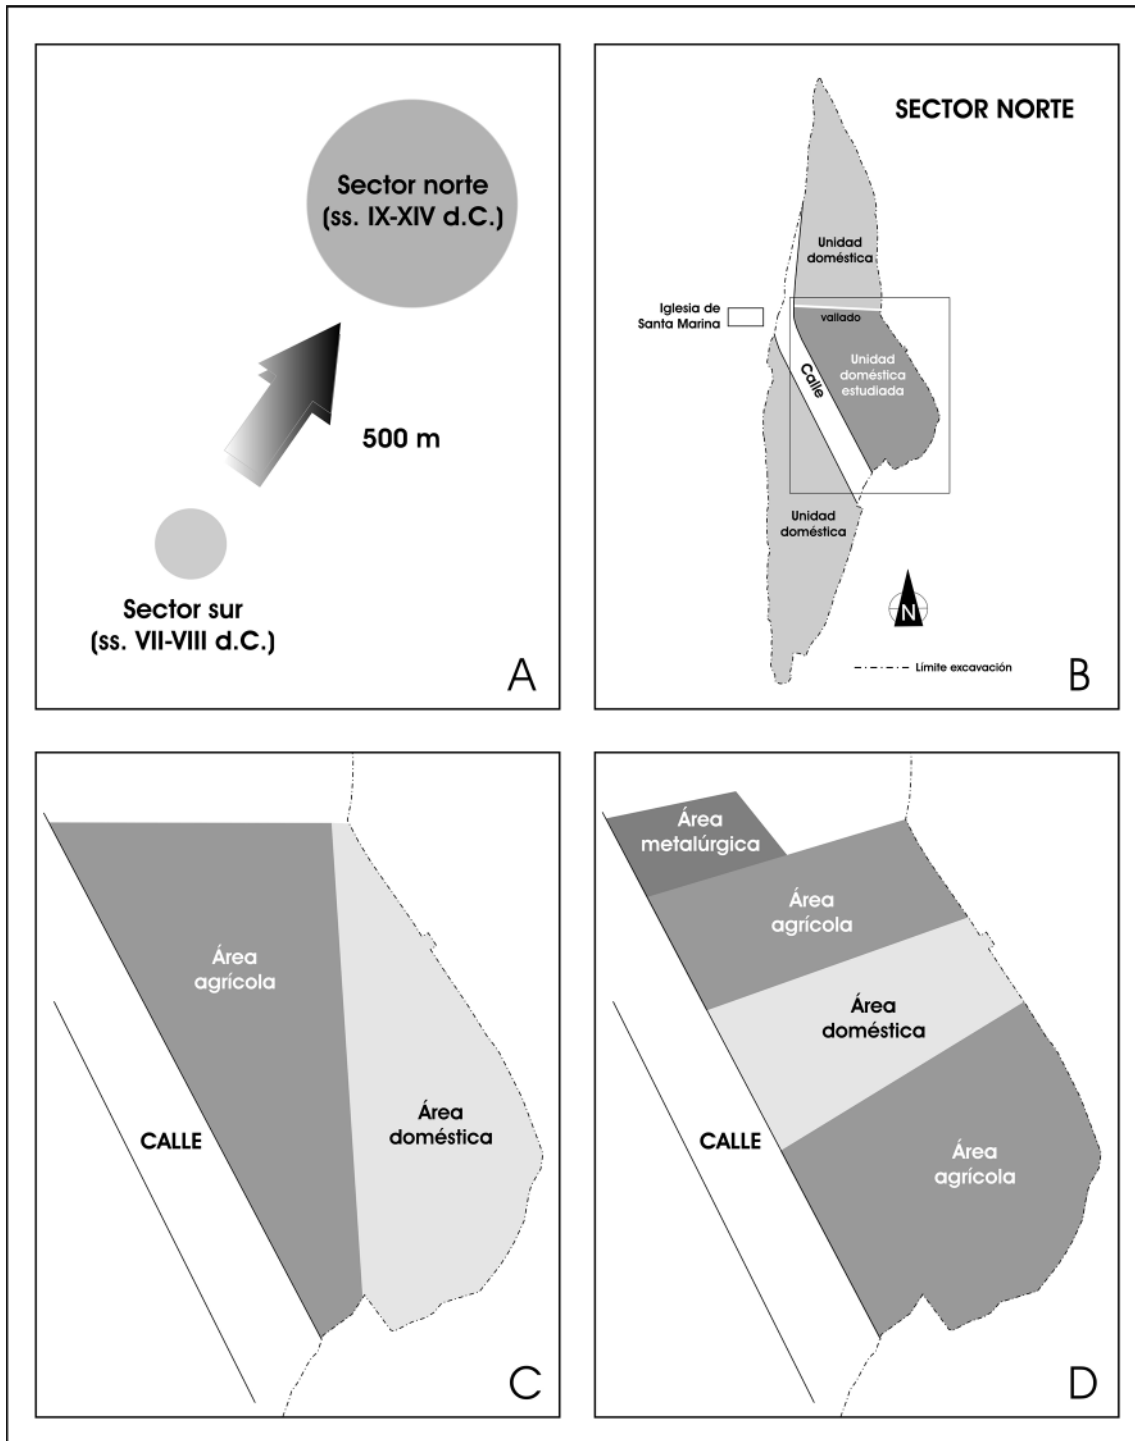 Sector norte
(ss. IX-XIV d.C.)
500 m
Sector sur
(ss. VII-VIII d.C.)
A
SECTOR NORTE
Unidad
doméstica
Iglesia de
Santa Marina
vallado
Unidad
doméstica
estudiada
Calle
Unidad
doméstica
N
Límite excavación
B
Área
agrícola
Área
doméstica
CALLE
C
Área
metalúrgica
Área
agrícola
Área
doméstica
CALLE
Área
agrícola
D